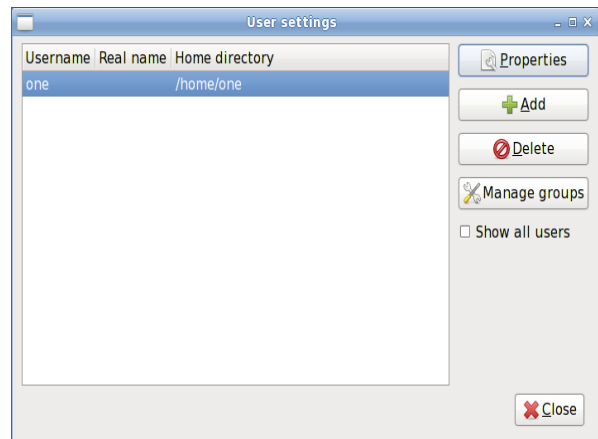 User settings
Username Real name Home directory
one /home/one
Properties
Add
Delete
Manage groups
Show all users
Close